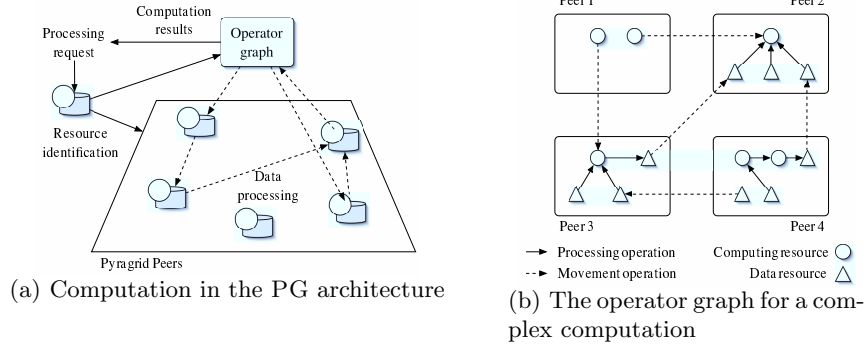 Computation
results
Processing
request
Operator
graph
Resource
identification
Data
processing
Pyragrid Peers
(a) Computation in the PG architecture
Peer 1
Peer 2
Peer 3
Peer 4
Processing operation
Computing resource
Movement operation
Data resource
(b) The operator graph for a com-
plex computation